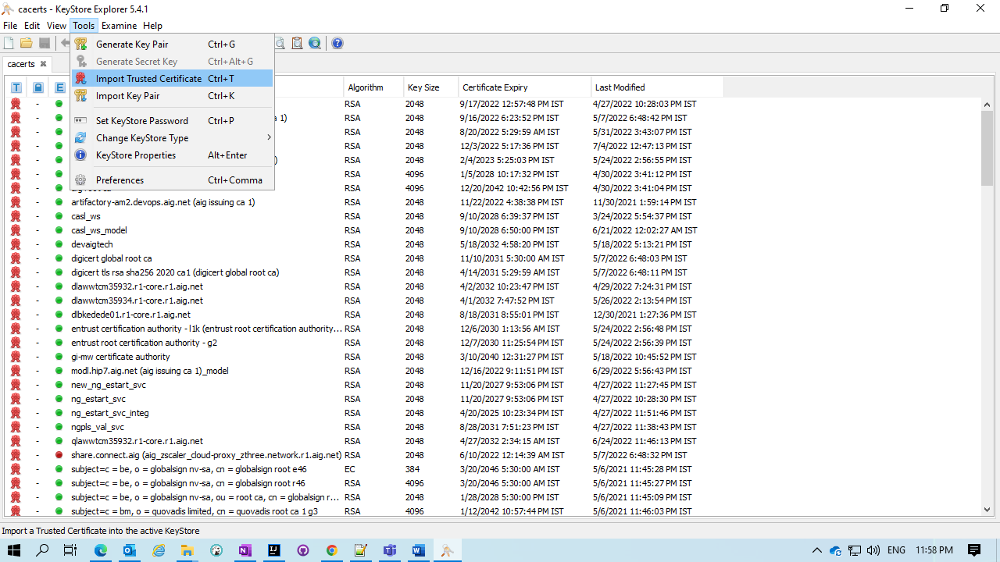 cacerts - KeyStore Explorer 5.4.1
File Edit View Tools Examine Help
Generate Key Pair Ctrl+G
Generate Secret Key Ctrl+Alt+G
Import Trusted Certificate Ctrl+T
Import Key Pair Ctrl+K
Set KeyStore Password Ctrl+P
Change KeyStore Type
KeyStore Properties Alt+Enter
Preferences Ctrl+Comma
cacerts
T E Algorithm Key Size Certificate Expiry Last Modified
- RSA 2048 9/17/2022 12:57:48 PM IST 4/27/2022 10:28:03 PM IST
- a 1) RSA 2048 9/16/2022 6:23:52 PM IST 5/7/2022 6:48:42 PM IST
- RSA 2048 8/20/2022 5:29:59 AM IST 5/31/2022 3:43:07 PM IST
- RSA 2048 12/3/2022 5:17:36 PM IST 7/4/2022 12:47:13 PM IST
- ) RSA 2048 2/4/2023 5:25:03 PM IST 5/24/2022 2:56:55 PM IST
- RSA 4096 1/5/2028 10:17:32 PM IST 4/30/2022 3:41:12 PM IST
- RSA 4096 12/20/2042 10:42:56 PM IST 4/30/2022 3:41:04 PM IST
- artifactory-am2.devops.aig.net (aig issuing ca 1) RSA 2048 11/22/2022 4:38:38 PM IST 11/30/2021 1:59:14 PM IST
- casl_ws RSA 2048 9/10/2028 6:39:37 PM IST 3/24/2022 5:54:37 PM IST
- casl_ws_model RSA 2048 9/10/2028 6:50:00 PM IST 6/21/2022 12:02:27 AM IST
- devaigtech RSA 2048 5/18/2032 4:58:20 PM IST 5/18/2022 5:13:21 PM IST
- digicert global root ca RSA 2048 11/10/2031 5:30:00 AM IST 5/7/2022 6:48:03 PM IST
- digicert tls rsa sha256 2020 ca1 (digicert global root ca) RSA 2048 4/14/2031 5:29:59 AM IST 5/7/2022 6:48:11 PM IST
- dlawwtcm35932.r1-core.r1.aig.net RSA 2048 4/2/2032 10:23:47 PM IST 4/29/2022 7:24:31 PM IST
- dlawwtcm35934.r1-core.r1.aig.net RSA 2048 4/1/2032 7:47:52 PM IST 5/26/2022 2:13:54 PM IST
- dlbkedede01.r1-core.r1.aig.net RSA 2048 8/18/2031 8:55:01 PM IST 12/30/2021 1:27:36 PM IST
- entrust certification authority - l1k (entrust root certification authority... RSA 2048 12/6/2030 1:13:56 AM IST 5/24/2022 2:56:48 PM IST
- entrust root certification authority - g2 RSA 2048 12/7/2030 11:25:54 PM IST 5/24/2022 2:56:39 PM IST
- gi-mw certificate authority RSA 2048 3/10/2040 12:31:27 PM IST 5/18/2022 10:45:52 PM IST
- modl.hip7.aig.net (aig issuing ca 1)_model RSA 2048 12/16/2022 9:11:51 PM IST 6/29/2022 5:56:43 PM IST
- new_ng_estart_svc RSA 2048 11/20/2027 9:53:06 PM IST 4/27/2022 11:27:45 PM IST
- ng_estart_svc RSA 2048 11/20/2027 9:53:06 PM IST 4/27/2022 10:28:30 PM IST
- ng_estart_svc_integ RSA 2048 4/20/2025 10:23:34 PM IST 4/27/2022 11:51:46 PM IST
- ngpls_val_svc RSA 2048 8/28/2031 7:51:23 PM IST 4/27/2022 11:38:43 PM IST
- qlawwtcm35932.r1-core.r1.aig.net RSA 2048 4/27/2032 2:34:15 AM IST 6/24/2022 11:46:13 PM IST
- share.connect.aig (aig_zscaler_cloud-proxy_zthree.network.r1.aig.net) RSA 2048 6/10/2022 12:14:39 AM IST 5/7/2022 6:48:32 PM IST
- subject=c = be, o = globalsign nv-sa, cn = globalsign root e46 EC 384 3/20/2046 5:30:00 AM IST 5/6/2021 11:45:28 PM IST
- subject=c = be, o = globalsign nv-sa, cn = globalsign root r46 RSA 4096 3/20/2046 5:30:00 AM IST 5/6/2021 11:45:27 PM IST
- subject=c = be, o = globalsign nv-sa, ou = root ca, cn = globalsign r... RSA 2048 1/28/2028 5:30:00 PM IST 5/6/2021 11:45:09 PM IST
- subject=c = bm, o = quovadis limited, cn = quovadis root ca 1 g3 RSA 4096 1/12/2042 10:57:44 PM IST 5/6/2021 11:46:03 PM IST
Import a Trusted Certificate into the active KeyStore
ENG 11:58 PM